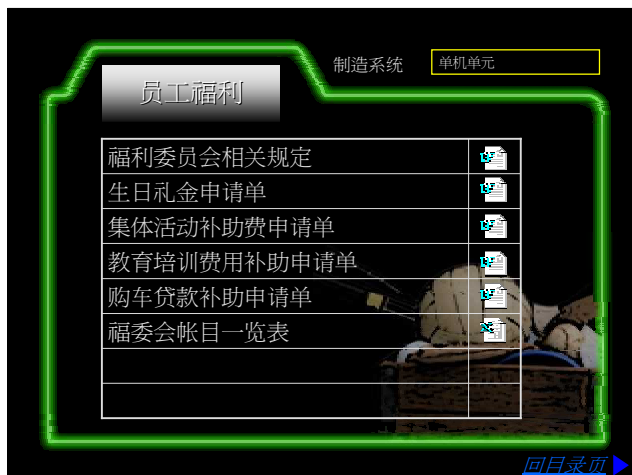 制造系统 单机单元
员工福利
福利委员会相关规定
生日礼金申请单
集体活动补助费申请单
教育培训费用补助申请单
购车贷款补助申请单
福委会帐目一览表
回目录页